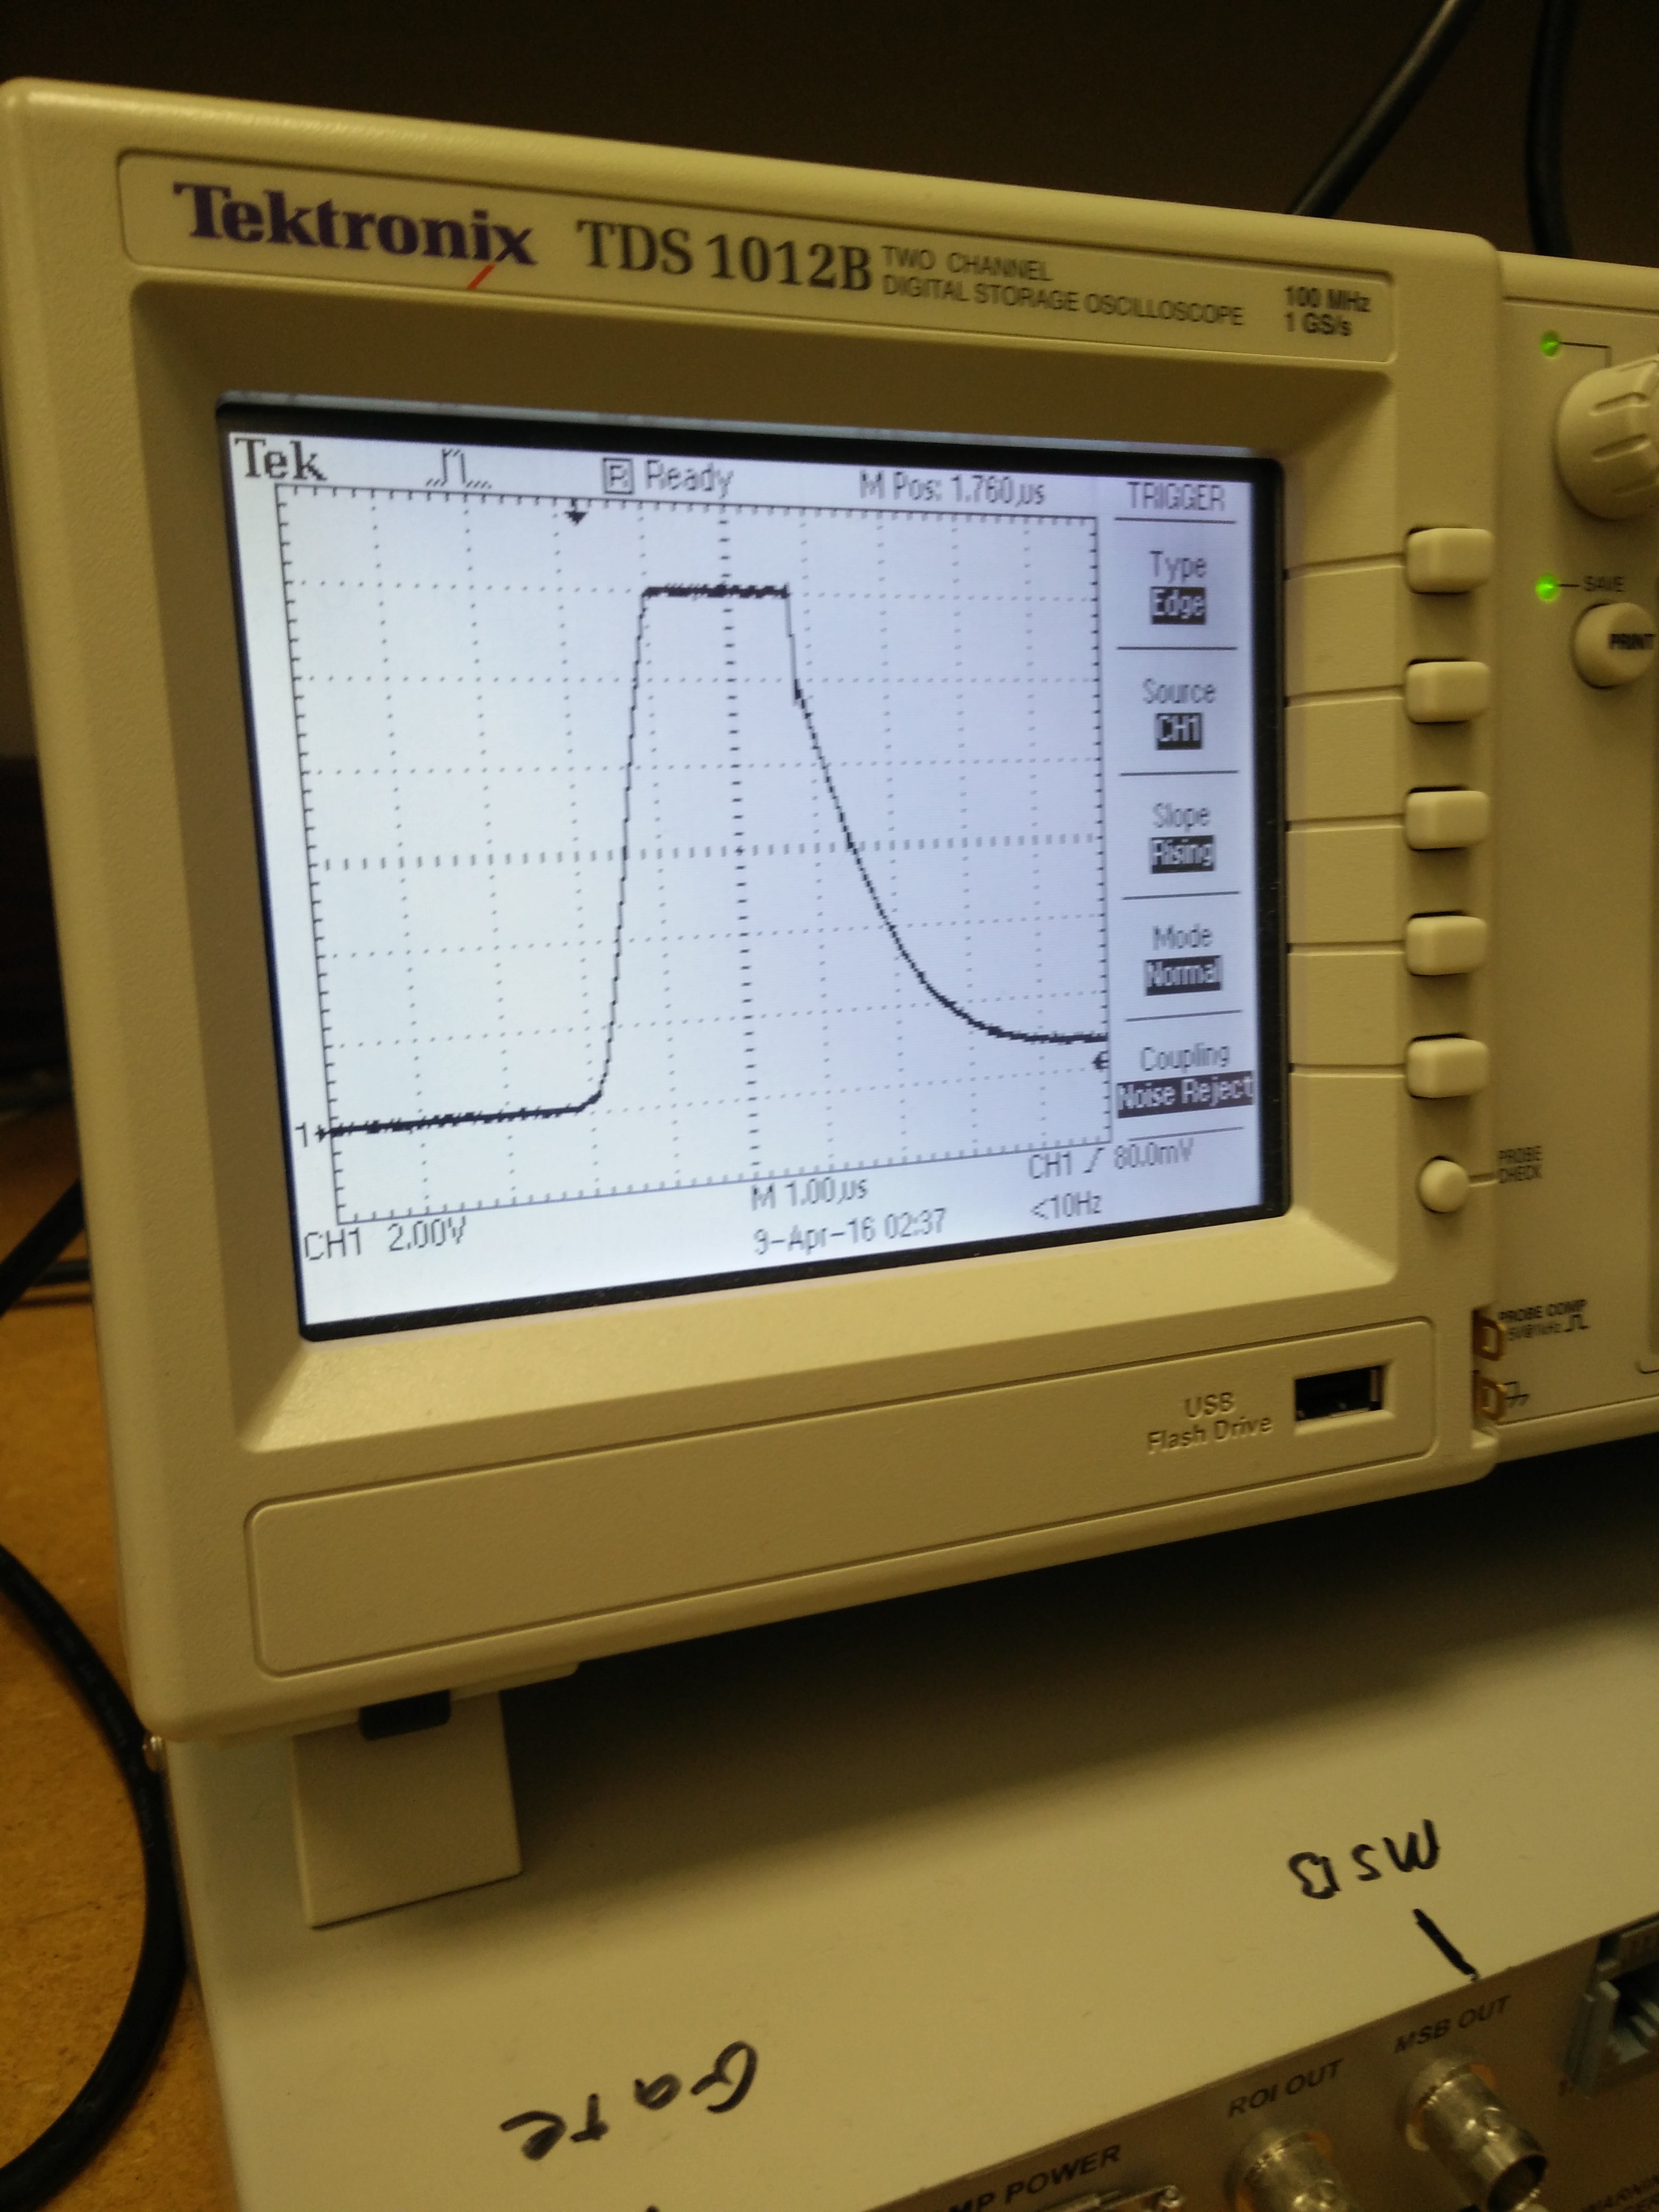 Tektronix TDS 1012B TWO CHANNEL DIGITAL STORAGE OSCILLOSCOPE 100 MHz 1 GS/s
Tek R Ready M Pos: 1.760µs TRIGGER
Type
Edge
Source
CH1
Slope
Rising
Mode
Normal
Coupling
Noise Reject
1
CH1 2.00V M 1.00µs CH1 80.0mV
9-Apr-16 02:37 <10Hz
SAVE
PRINT
PROBE
CHECK
PROBE COMP
USB
Flash Drive
MSB
Gate
MSB OUT
ROI OUT
POWER